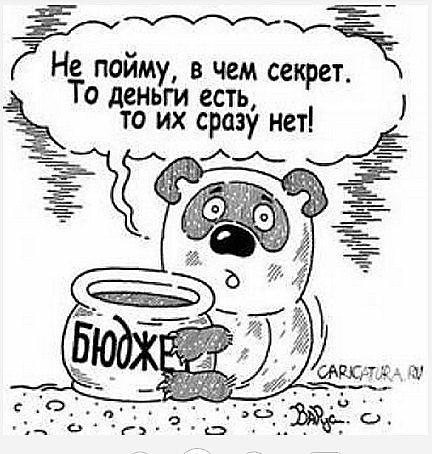 Не пойму, в чем секрет.
То деньги есть,
то их сразу нет!
БЮДЖЕ
CARICATURA.RU